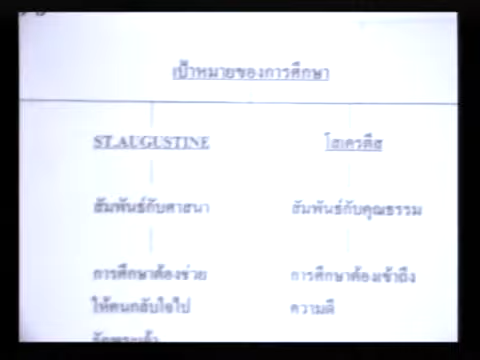 เป้าหมายของการศึกษา
ST.AUGUSTINE
โสเครตีส
สัมพันธ์กับศาสนา
สัมพันธ์กับคุณธรรม
การศึกษาต้องช่วย
การศึกษาต้องเข้าถึง
ให้คนกลับใจไป
ความดี